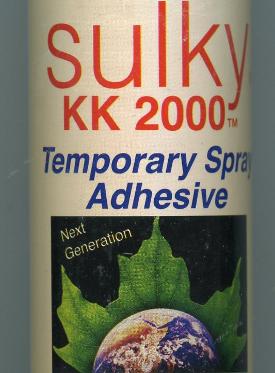 sulky
KK 2000™
Temporary Spray
Adhesive
Next
Generation